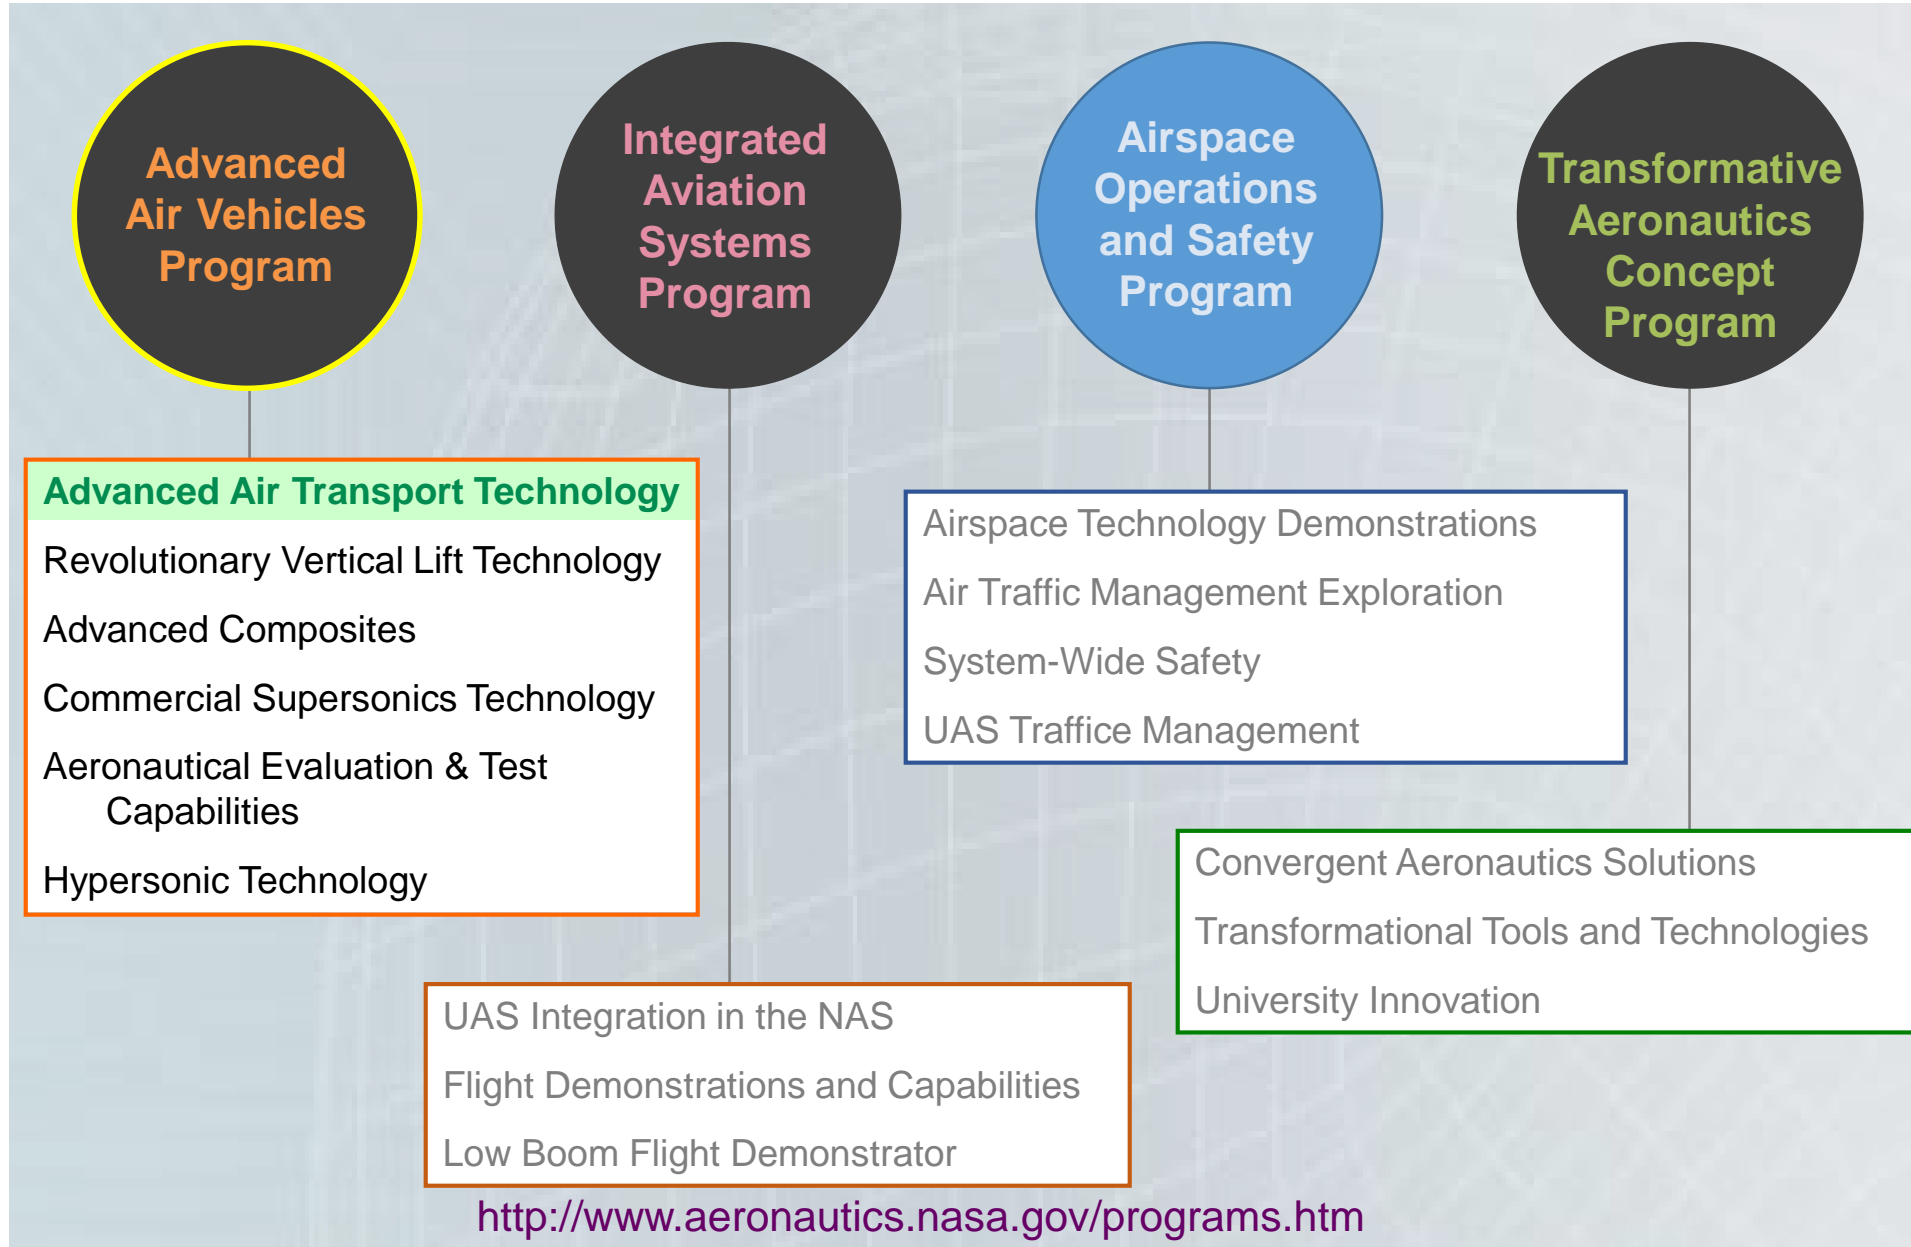 Advanced
Air Vehicles
Program
Integrated
Aviation
Systems
Program
Airspace
Operations
and Safety
Program
Transformative
Aeronautics
Concept
Program
Advanced Air Transport Technology
Revolutionary Vertical Lift Technology
Advanced Composites
Commercial Supersonics Technology
Aeronautical Evaluation & Test
Capabilities
Hypersonic Technology
Airspace Technology Demonstrations
Air Traffic Management Exploration
System-Wide Safety
UAS Traffice Management
Convergent Aeronautics Solutions
Transformational Tools and Technologies
University Innovation
UAS Integration in the NAS
Flight Demonstrations and Capabilities
Low Boom Flight Demonstrator
http://www.aeronautics.nasa.gov/programs.htm